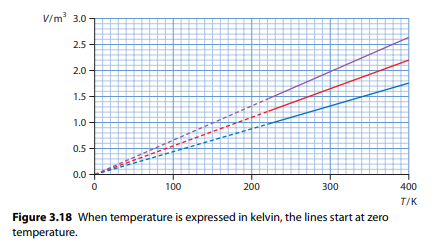 V/m³ 3.0
2.5
2.0
1.5
1.0
0.5
0.0
0 100 200 300 400
T/K
Figure 3.18 When temperature is expressed in kelvin, the lines start at zero
temperature.